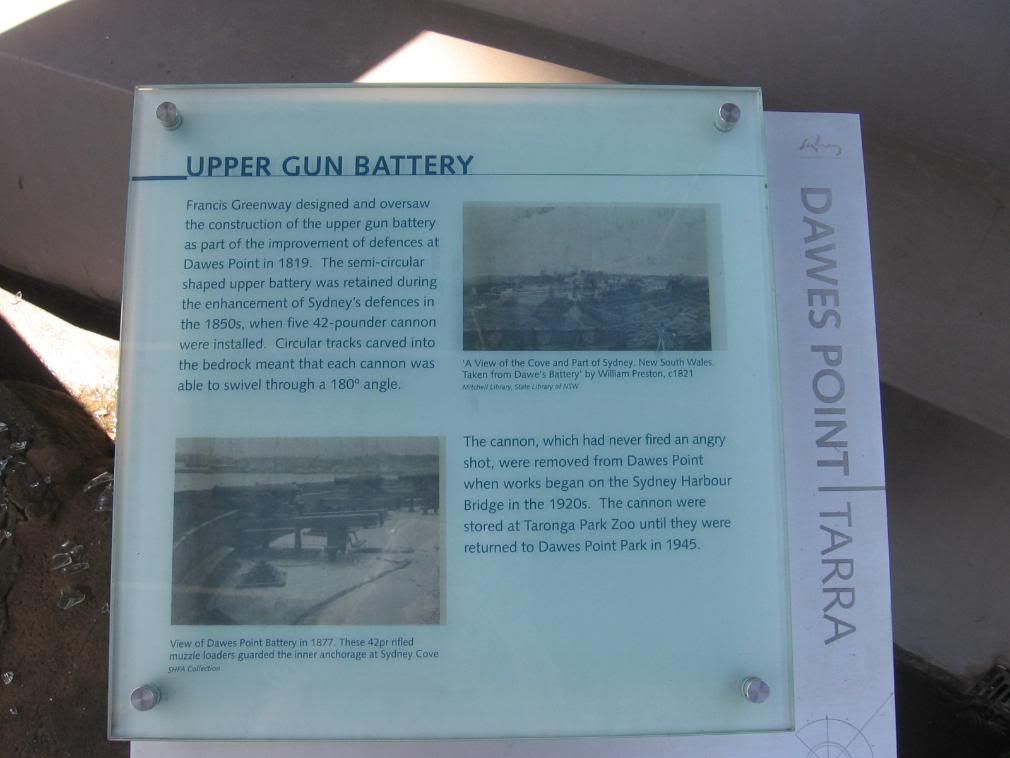 UPPER GUN BATTERY
Francis Greenway designed and oversaw
the construction of the upper gun battery
as part of the improvement of defences at
Dawes Point in 1819. The semi-circular
shaped upper battery was retained during
the enhancement of Sydney's defences in
the 1850s, when five 42-pounder cannon
were installed. Circular tracks carved into
the bedrock meant that each cannon was
able to swivel through a 180° angle.
'A View of the Cove and Part of Sydney, New South Wales.
Taken from Dawe's Battery' by William Preston, c1821
Mitchell Library, State Library of NSW
View of Dawes Point Battery in 1877. These 42pr rifled
muzzle loaders guarded the inner anchorage at Sydney Cove
SHFA Collection
The cannon, which had never fired an angry
shot, were removed from Dawes Point
when works began on the Sydney Harbour
Bridge in the 1920s. The cannon were
stored at Taronga Park Zoo until they were
returned to Dawes Point Park in 1945.
Sydney
DAWES POINT | TARRA